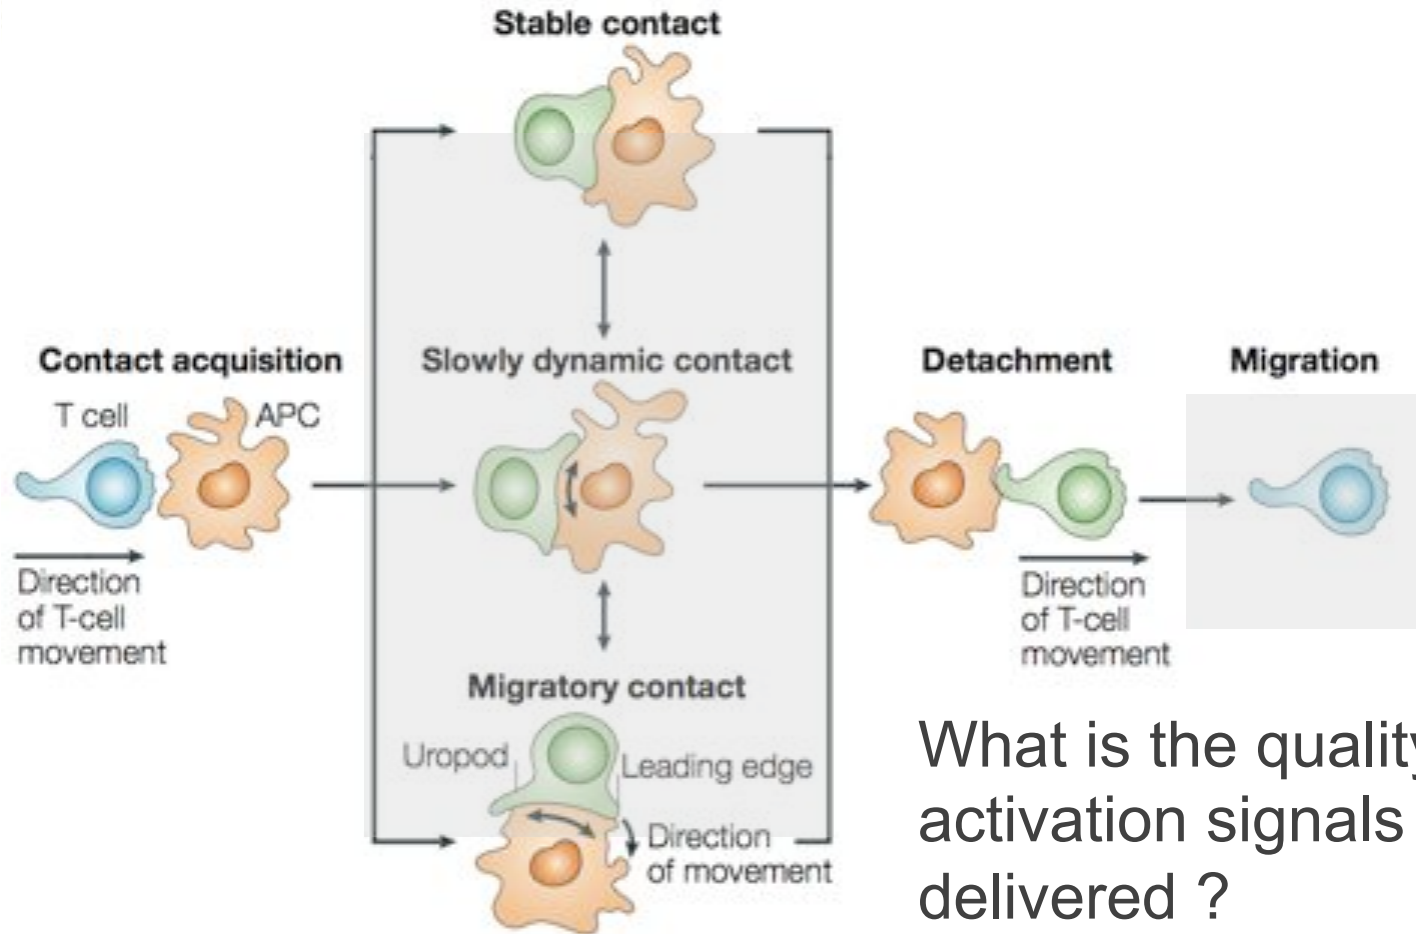 Stable contact
Contact acquisition
T cell
APC
Direction
of T-cell
movement
Slowly dynamic contact
Migratory contact
Uropod
Leading edge
Direction
of movement
Detachment
Direction
of T-cell
movement
Migration
What is the quality
activation signals
delivered ?